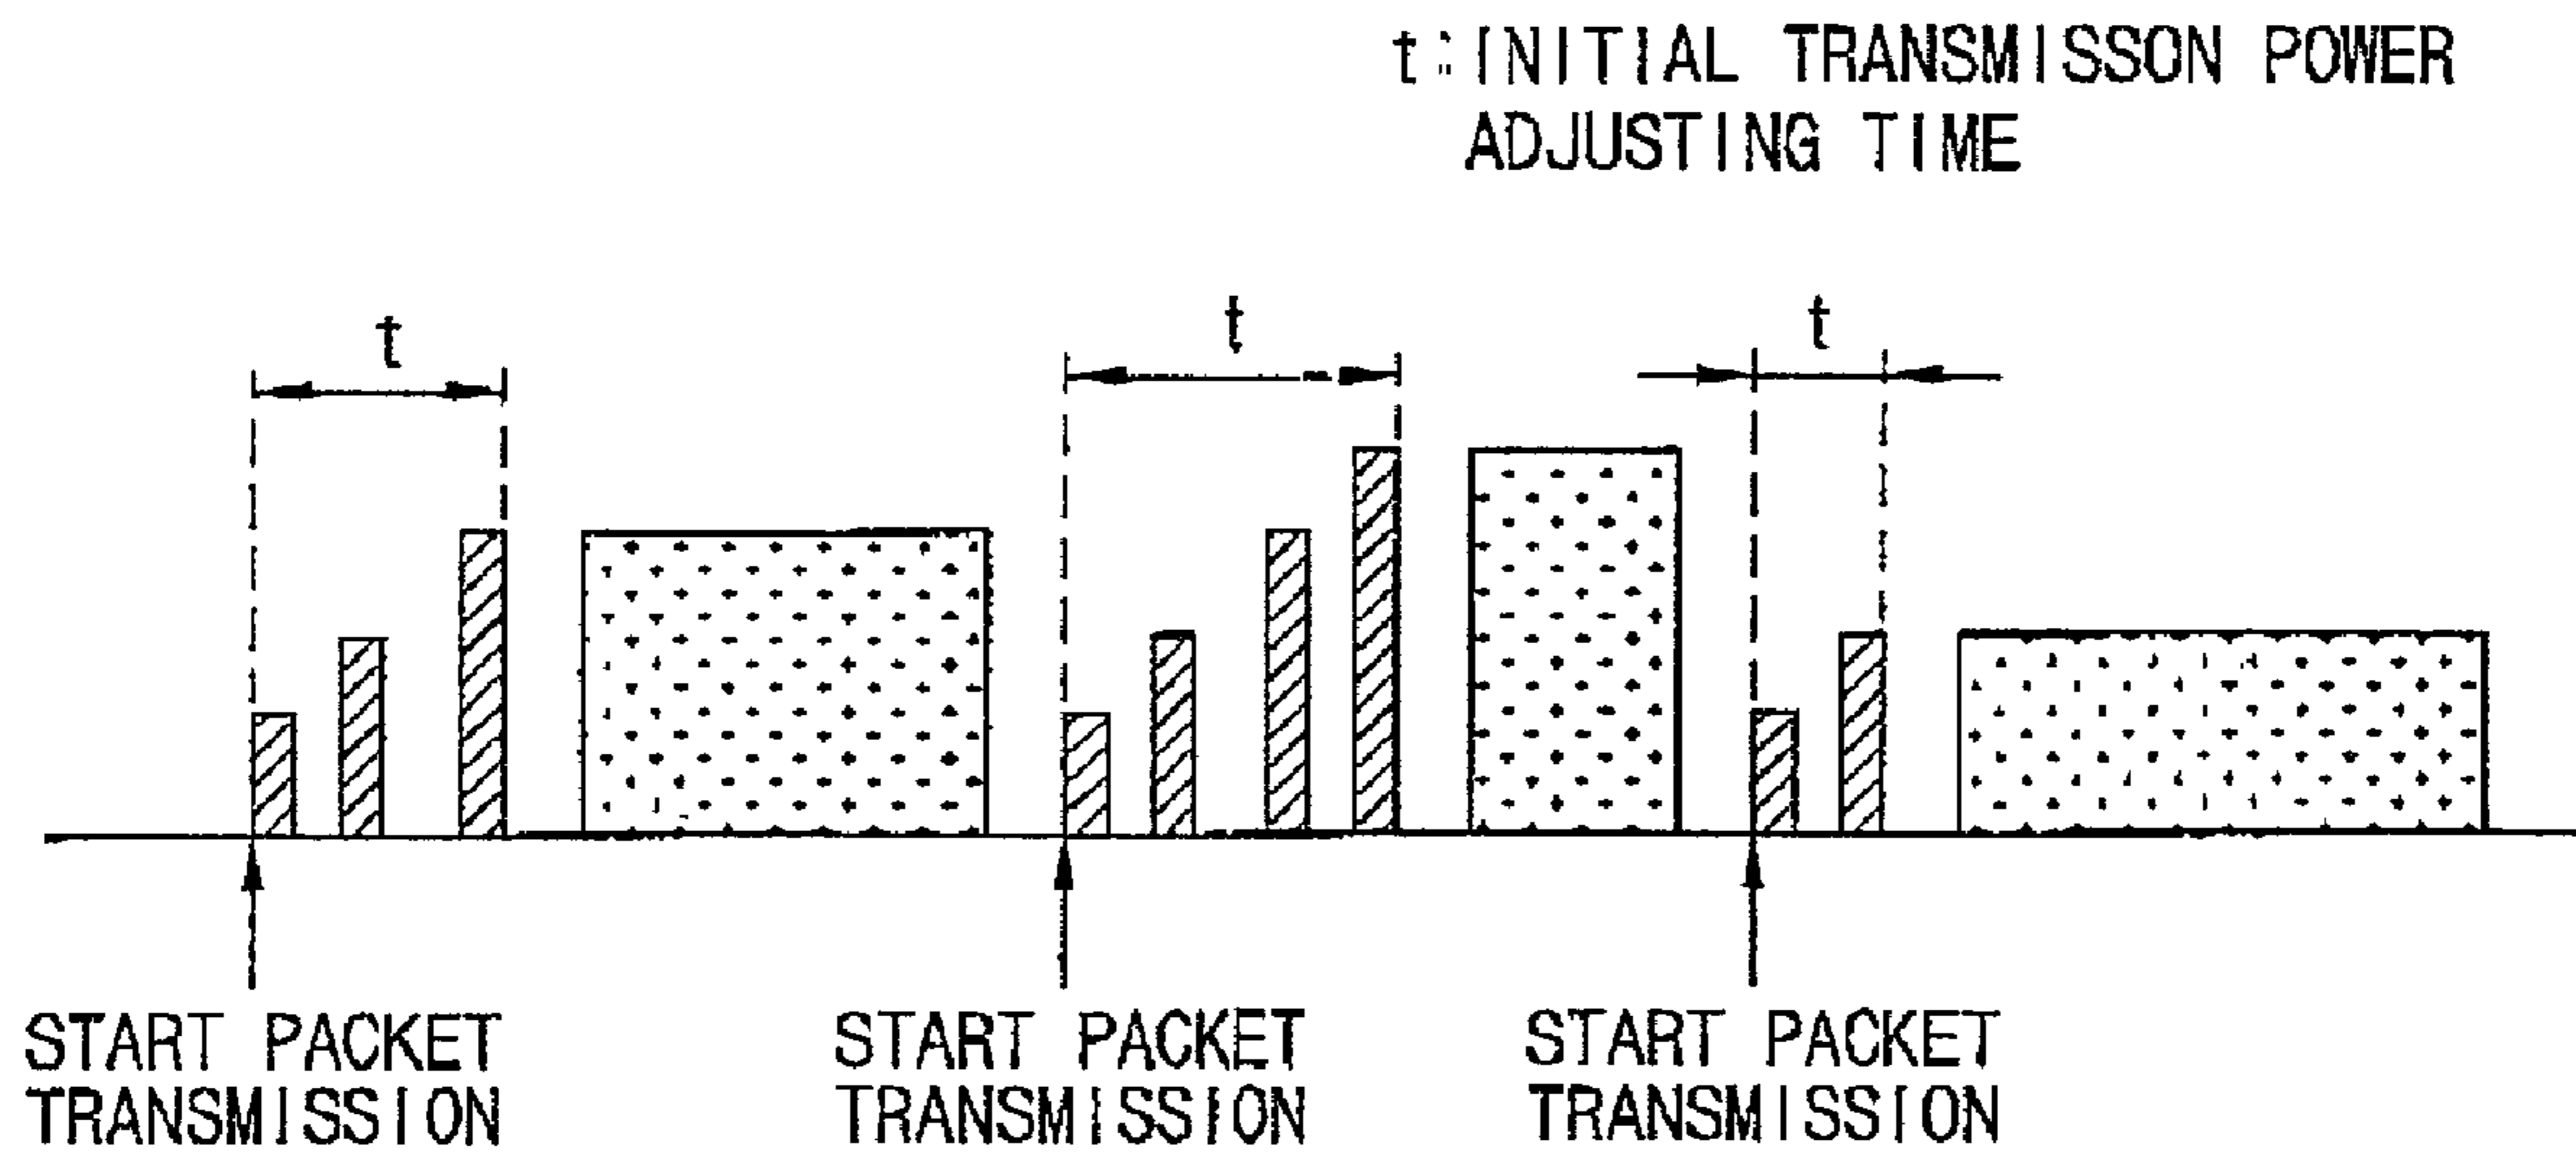 t:INITIAL TRANSMISSON POWER
ADJUSTING TIME
t
t
t
START PACKET
TRANSMISSION
START PACKET
TRANSMISSION
START PACKET
TRANSMISSION